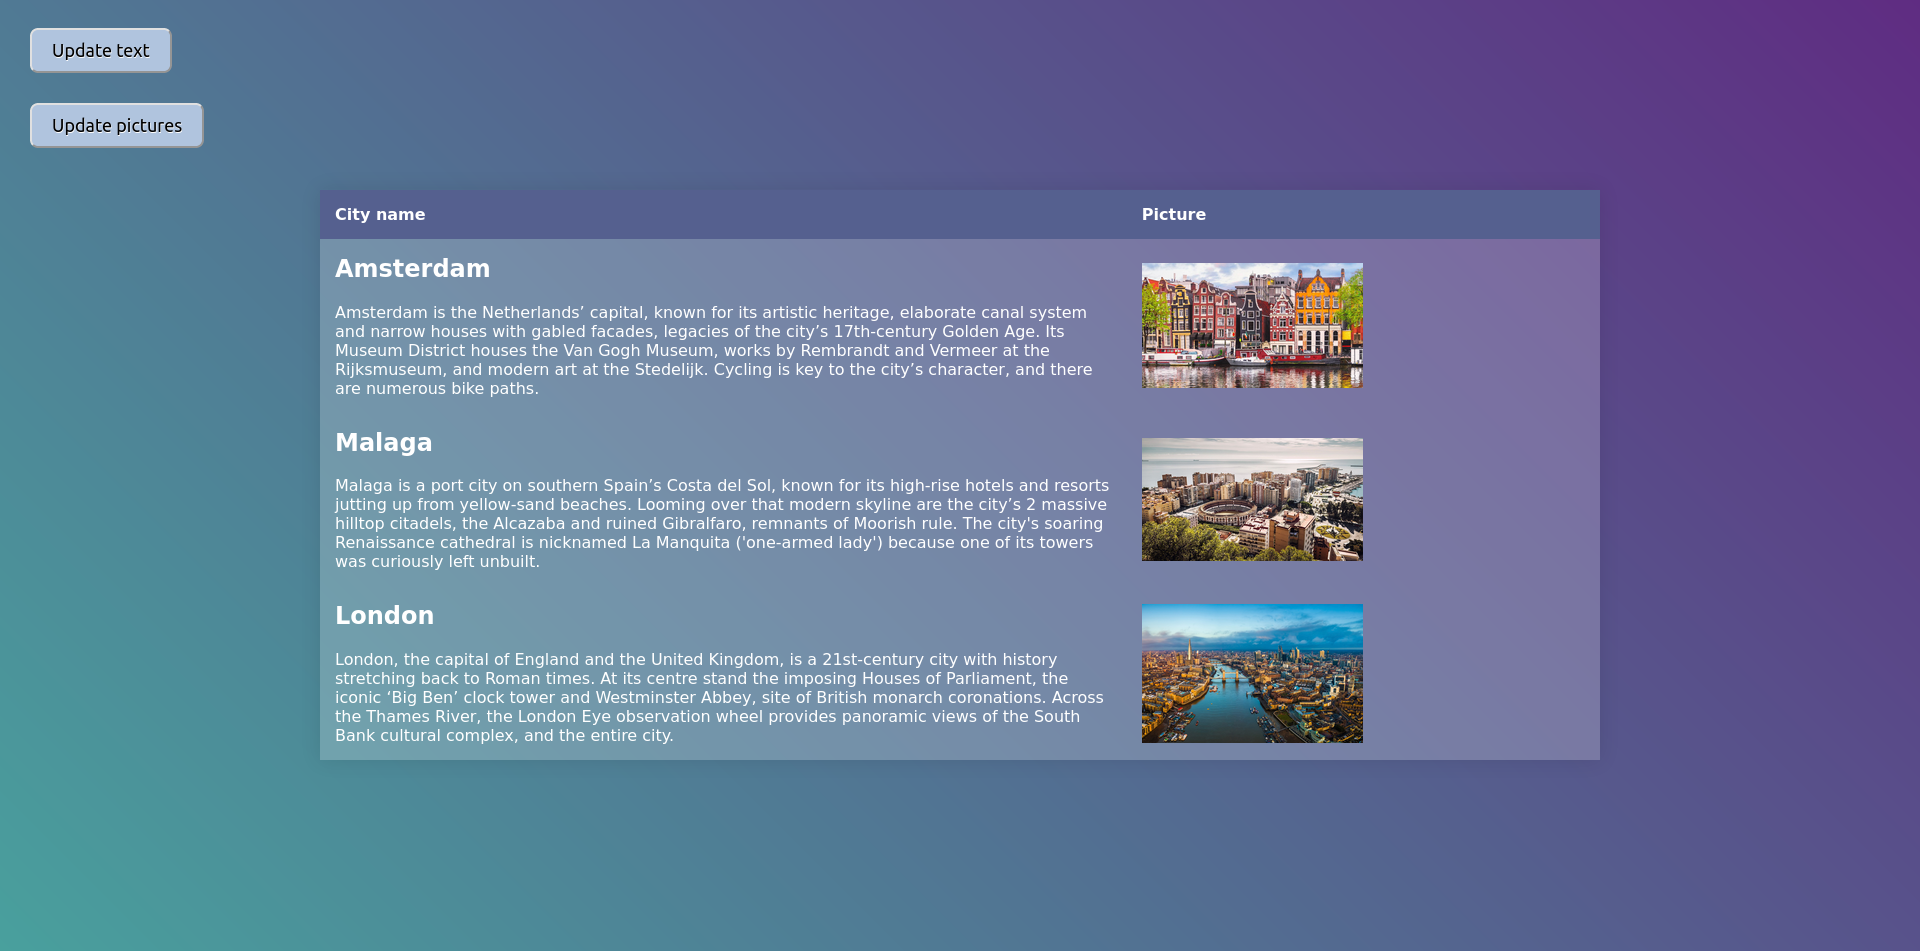 Update text
Update pictures
City name
Picture
Amsterdam
Amsterdam is the Netherlands’ capital, known for its artistic heritage, elaborate canal system
and narrow houses with gabled facades, legacies of the city’s 17th-century Golden Age. Its
Museum District houses the Van Gogh Museum, works by Rembrandt and Vermeer at the
Rijksmuseum, and modern art at the Stedelijk. Cycling is key to the city’s character, and there
are numerous bike paths.
Malaga
Malaga is a port city on southern Spain’s Costa del Sol, known for its high-rise hotels and resorts
jutting up from yellow-sand beaches. Looming over that modern skyline are the city’s 2 massive
hilltop citadels, the Alcazaba and ruined Gibralfaro, remnants of Moorish rule. The city's soaring
Renaissance cathedral is nicknamed La Manquita ('one-armed lady') because one of its towers
was curiously left unbuilt.
London
London, the capital of England and the United Kingdom, is a 21st-century city with history
stretching back to Roman times. At its centre stand the imposing Houses of Parliament, the
iconic ‘Big Ben’ clock tower and Westminster Abbey, site of British monarch coronations. Across
the Thames River, the London Eye observation wheel provides panoramic views of the South
Bank cultural complex, and the entire city.